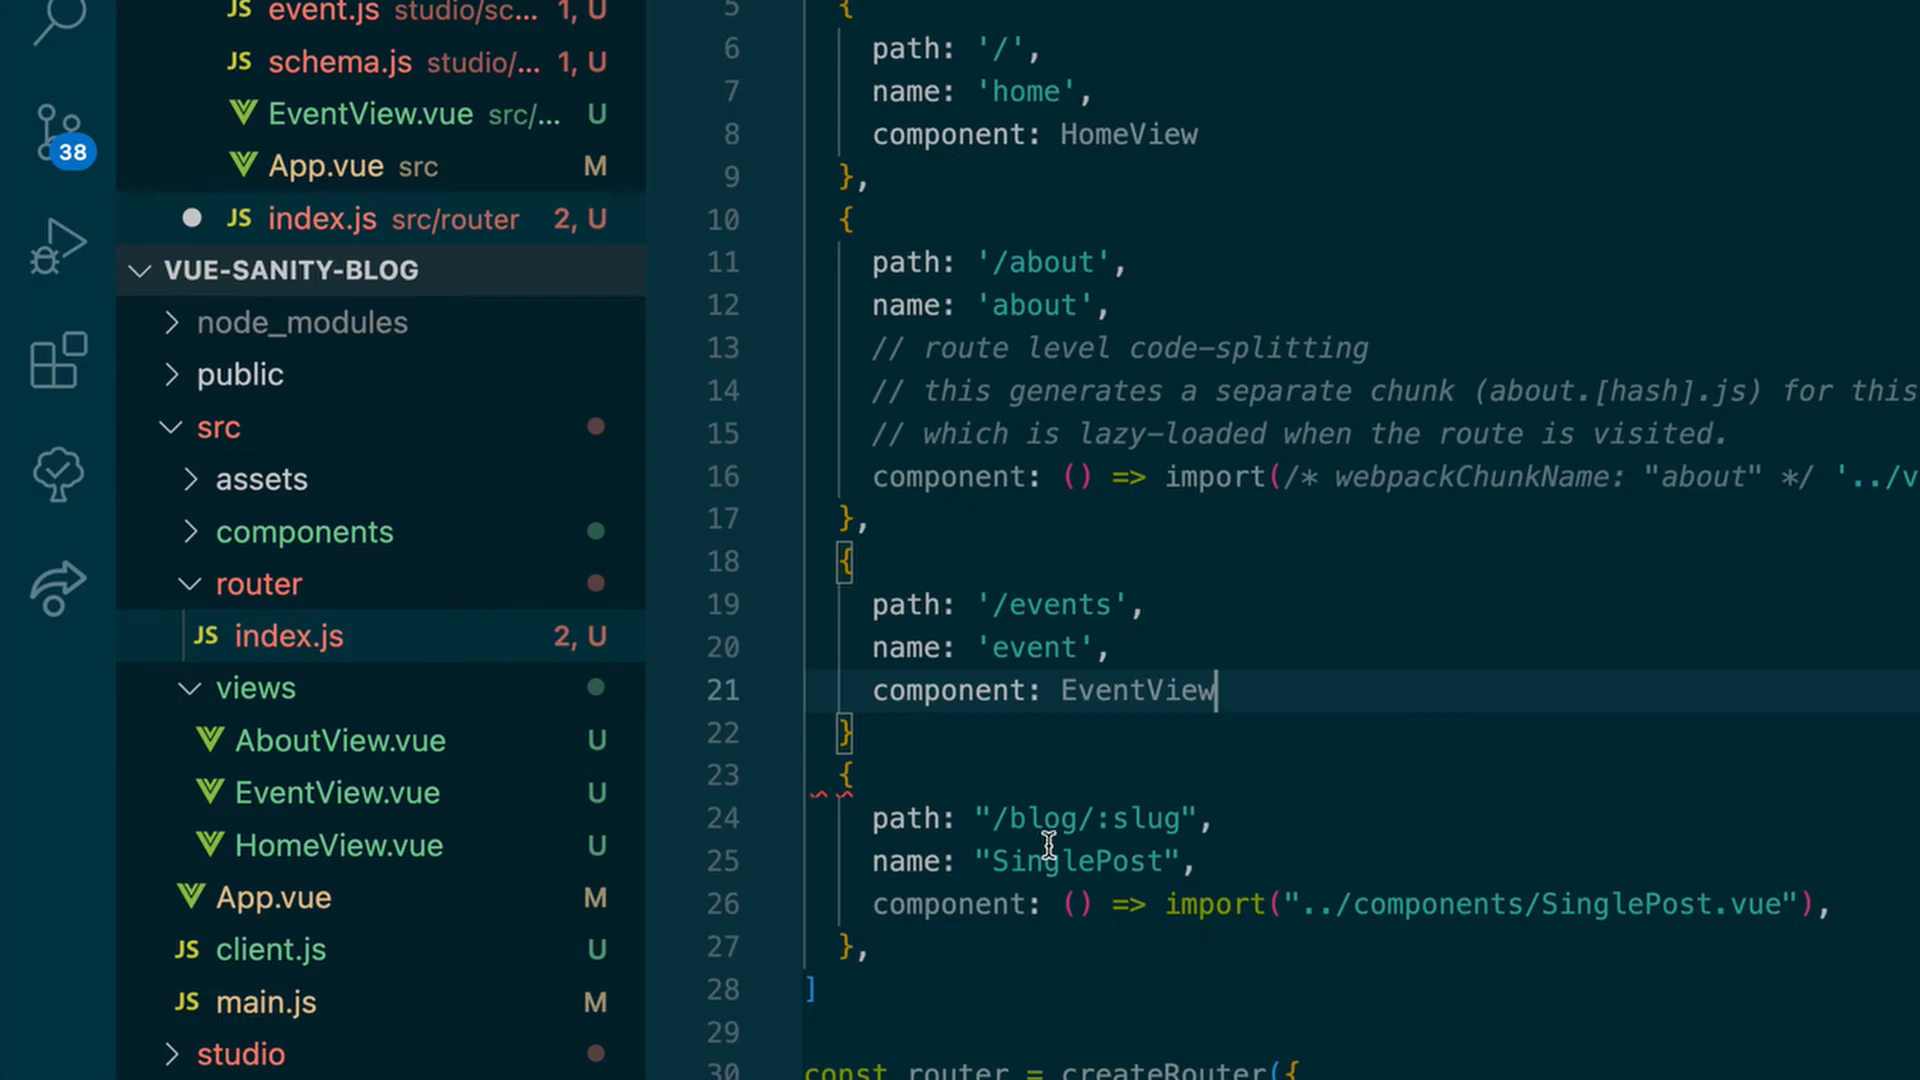 JS event.js studio/sc... 1, U
JS schema.js studio/... 1, U
EventView.vue src/... U
App.vue src M
JS index.js src/router 2, U
38
VUE-SANITY-BLOG
node_modules
public
src
assets
components
router
JS index.js 2, U
views
AboutView.vue U
EventView.vue U
HomeView.vue U
App.vue M
JS client.js U
JS main.js M
studio
5 {
6 path: '/',
7 name: 'home',
8 component: HomeView
9 },
10 {
11 path: '/about',
12 name: 'about',
13 // route level code-splitting
14 // this generates a separate chunk (about.[hash].js) for this
15 // which is lazy-loaded when the route is visited.
16 component: () => import(/* webpackChunkName: "about" */ '../v
17 },
18 {
19 path: '/events',
20 name: 'event',
21 component: EventView
22 }
23 {
24 path: "/blog/:slug",
25 name: "SinglePost",
26 component: () => import("../components/SinglePost.vue"),
27 },
28 ]
29
30 const router = createRouter({